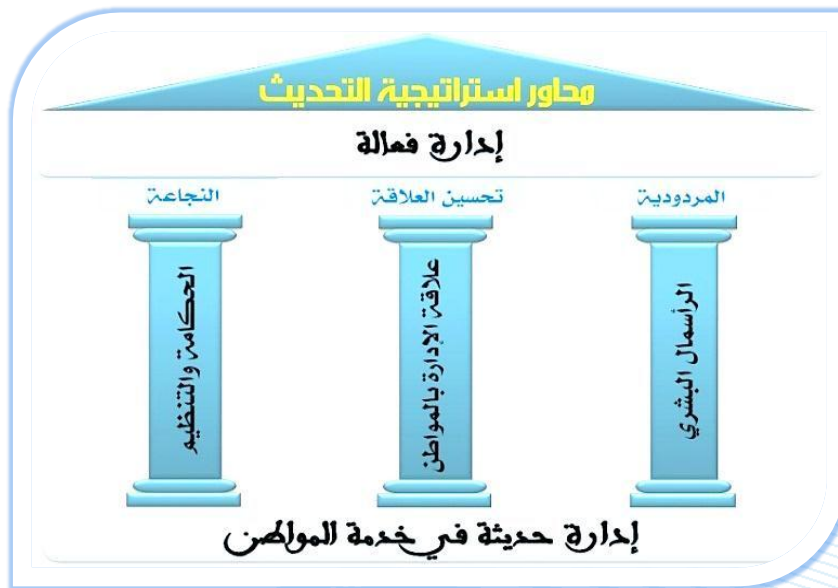 محاور استراتيجية التحديث
إدارة فعالة
المردودية
تحسين العلاقة
النجاعة
الرأسمال البشري
علاقة الإدارة بالمواطن
الحكامة والتنظيم
إدارة حديثة في خدمة المواطن